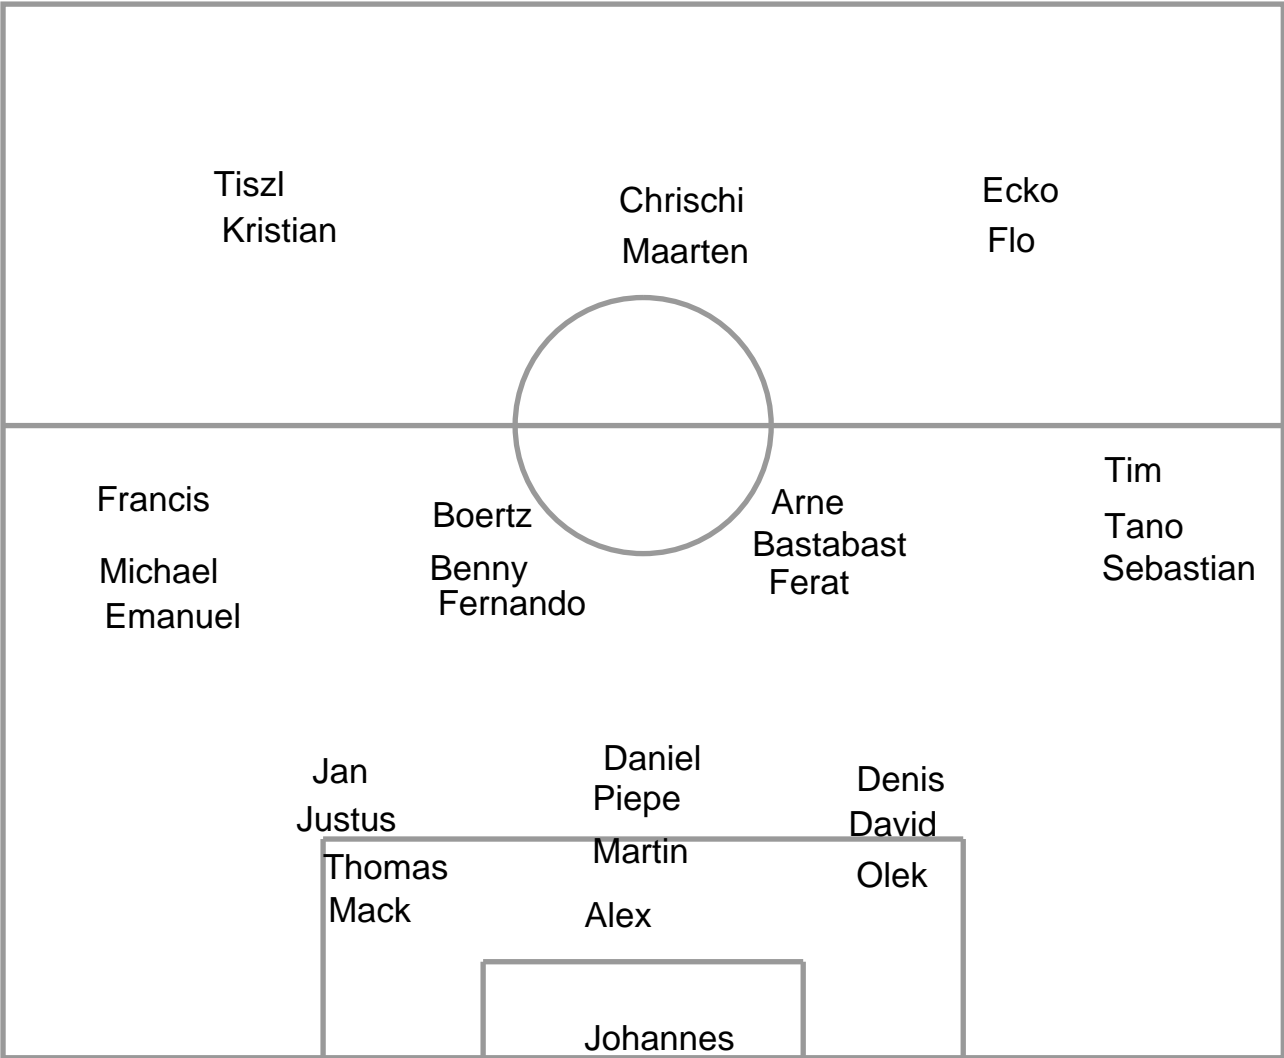 Tiszl
Kristian
Chrischi
Maarten
Ecko
Flo
Francis
Michael
Emanuel
Boertz
Benny
Fernando
Arne
Bastabast
Ferat
Tim
Tano
Sebastian
Jan
Justus
Thomas
Mack
Daniel
Piepe
Martin
Alex
Denis
David
Olek
Johannes